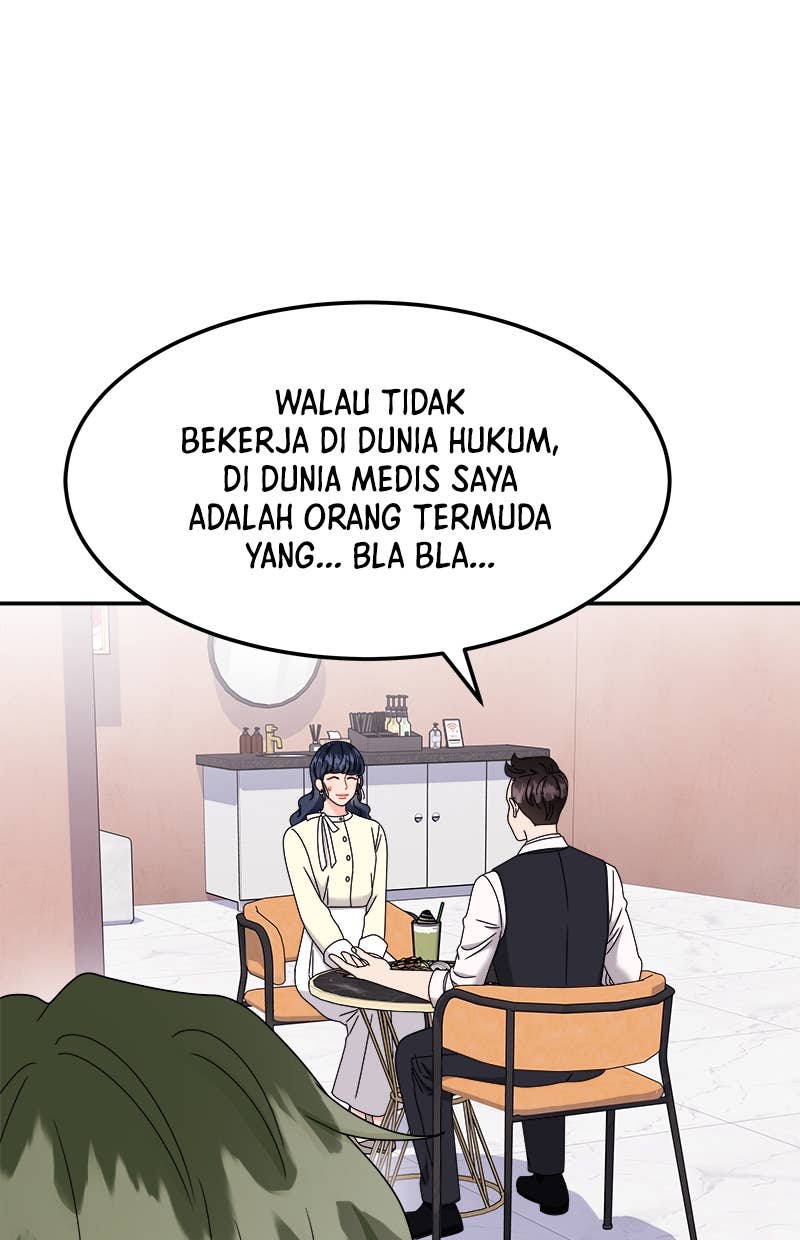 WALAU TIDAK
BEKERJA DI DUNIA HUKUM,
DI DUNIA MEDIS SAYA
ADALAH ORANG TERMUDA
YANG... BLA BLA...